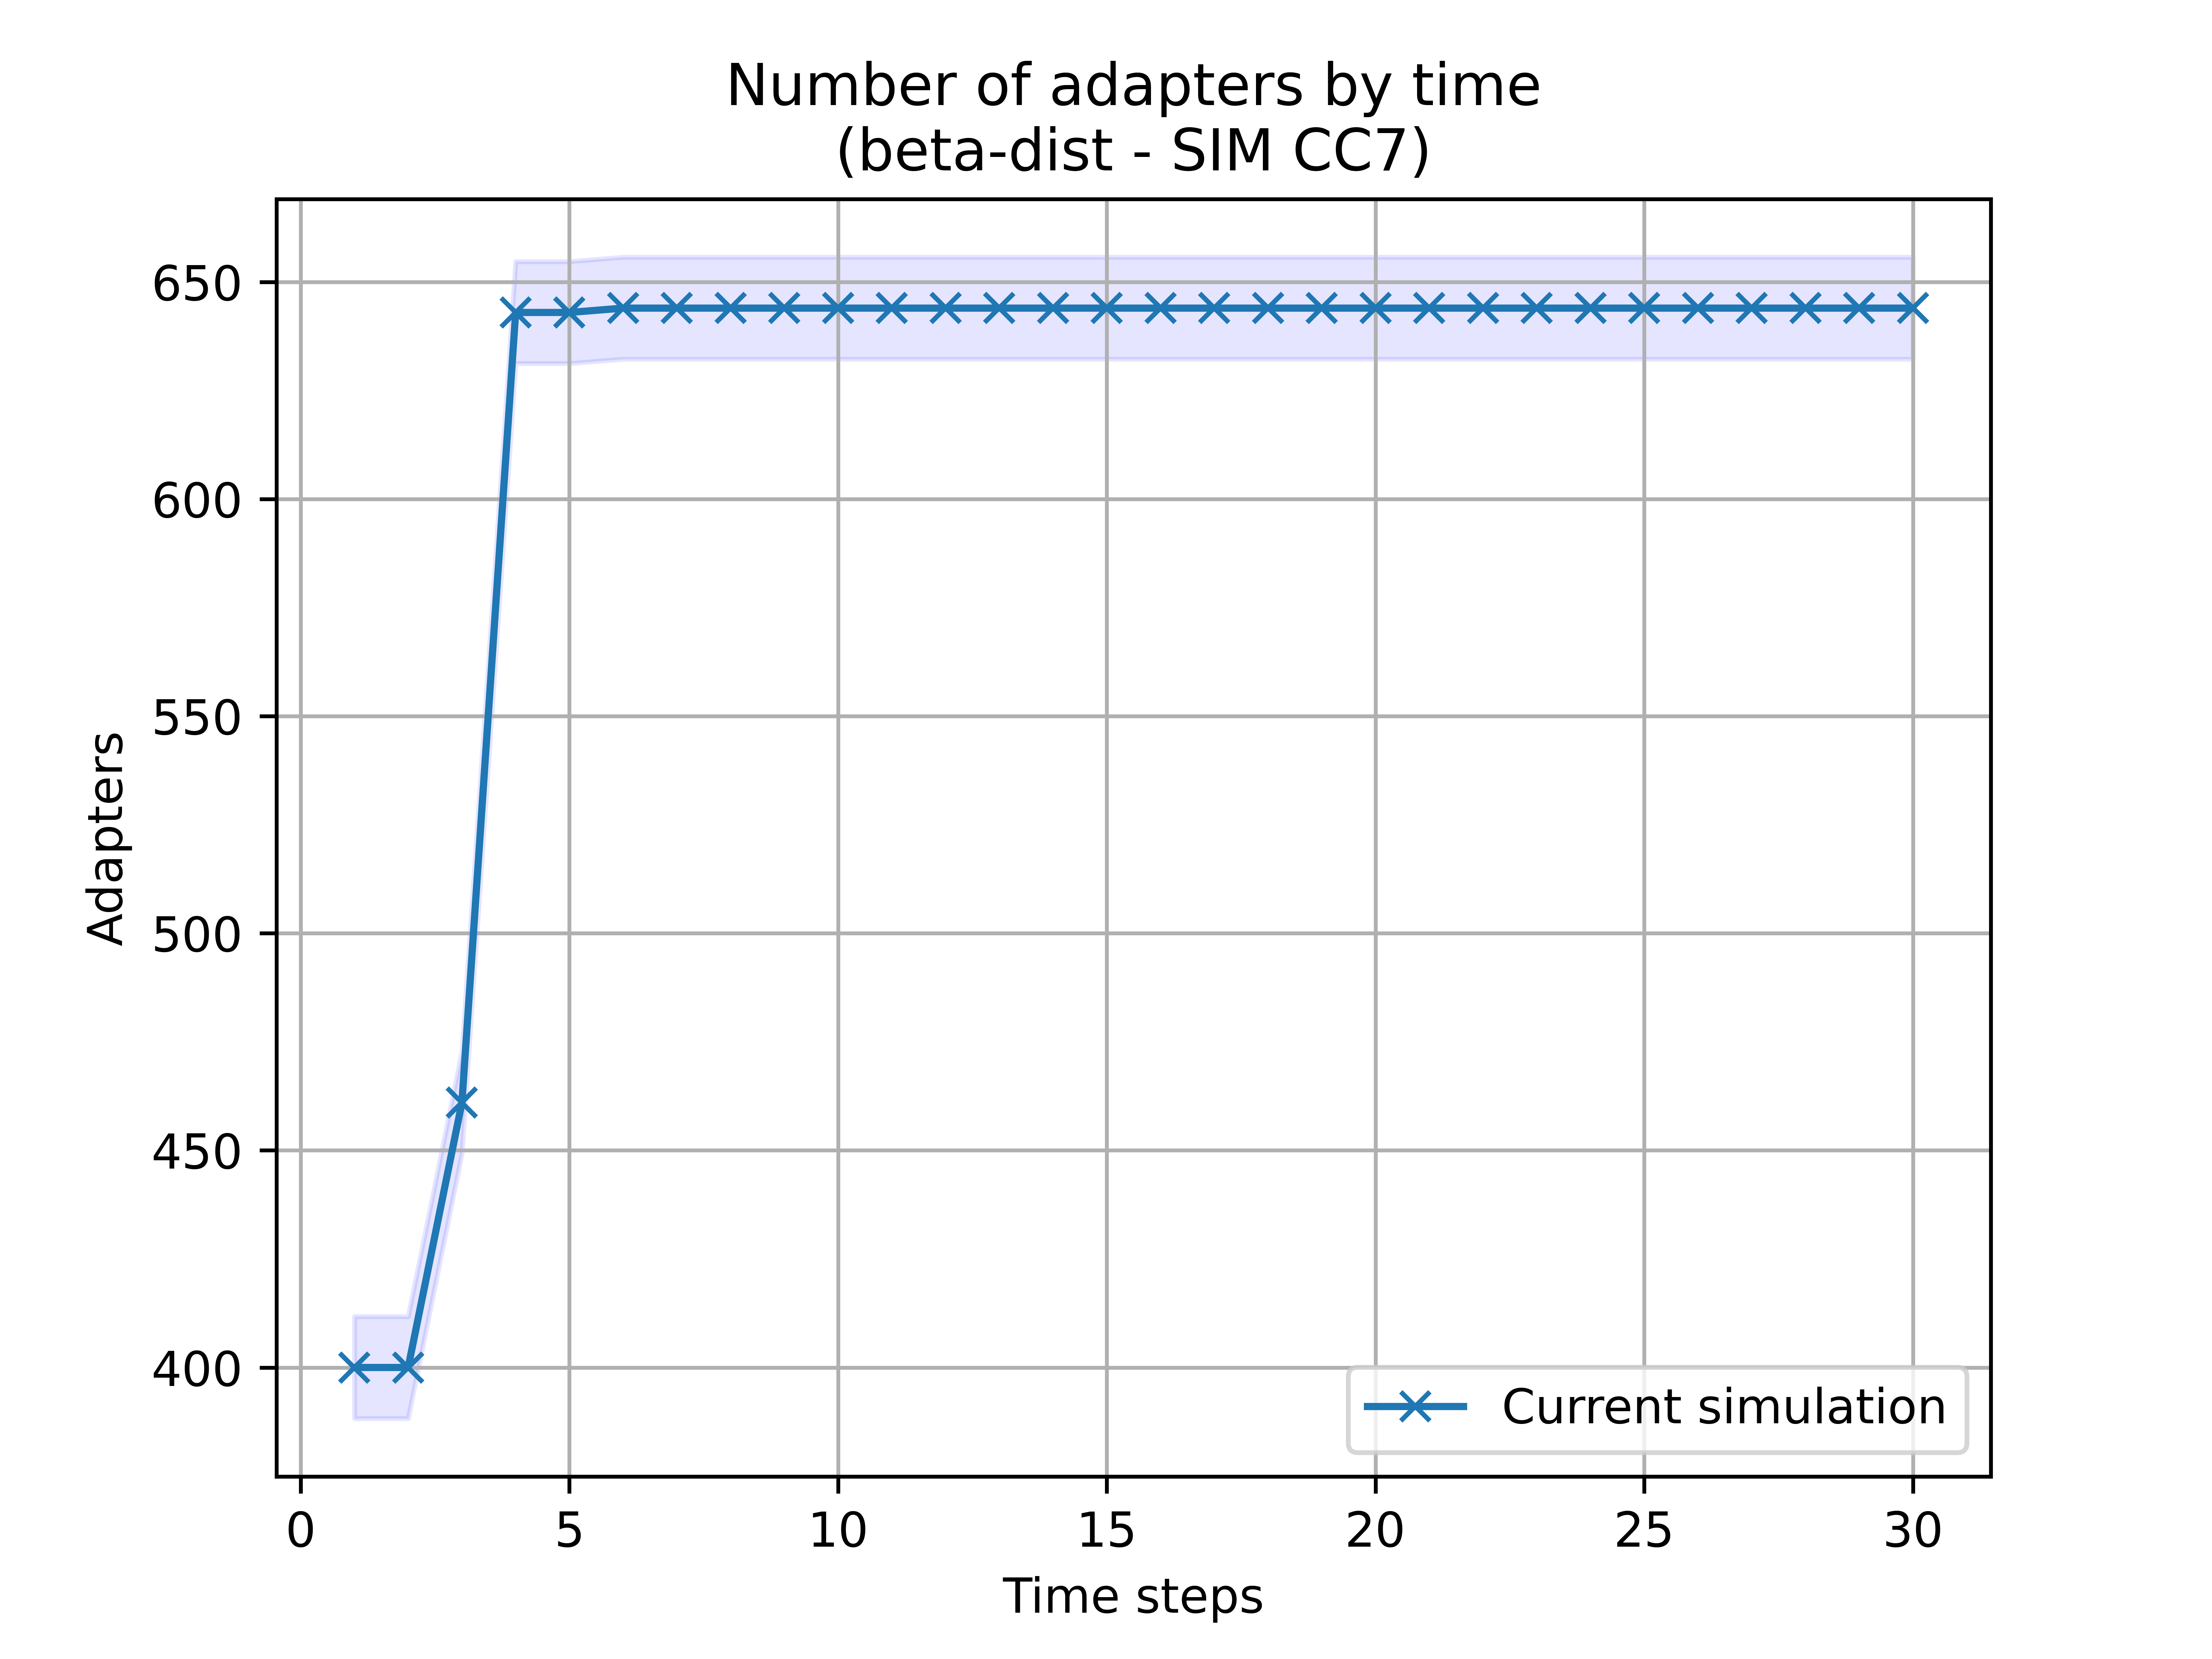 Number of adapters by time
(beta-dist - SIM CC7)
Adapters
650
600
550
500
450
400
Current simulation
0 5 10 15 20 25 30
Time steps